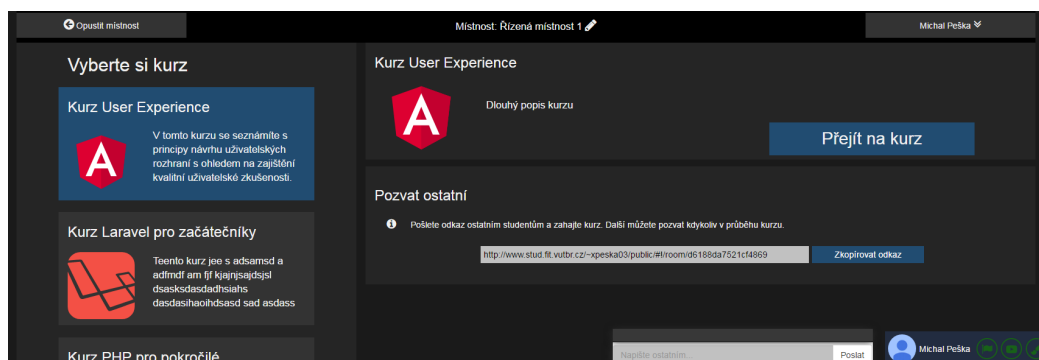 Opustit místnost
Místnost: Řízená místnost 1
Michal Peška
Vyberte si kurz
Kurz User Experience
V tomto kurzu se seznámíte s
principy návrhu uživatelských
rozhraní s ohledem na zajištění
kvalitní uživatelské zkušenosti.
Kurz Laravel pro začátečníky
Teento kurz jee s adsamsd a
adfmdf am fjf kjajnjsajdsjsl
dsasksdasdadhsiahs
dasdasihaoihdsasd sad asdass
Kurz PHP pro pokročilé
Kurz User Experience
A
Dlouhý popis kurzu
Přejít na kurz
Pozvat ostatní
Pošlete odkaz ostatním studentům a zahajte kurz. Další můžete pozvat kdykoliv v průběhu kurzu.
http://www.stud.fit.vutbr.cz/~xpeska03/public/#!/room/d6188da7521cf4869
Zkopírovat odkaz
Napište ostatním...
Poslat
Michal Peška